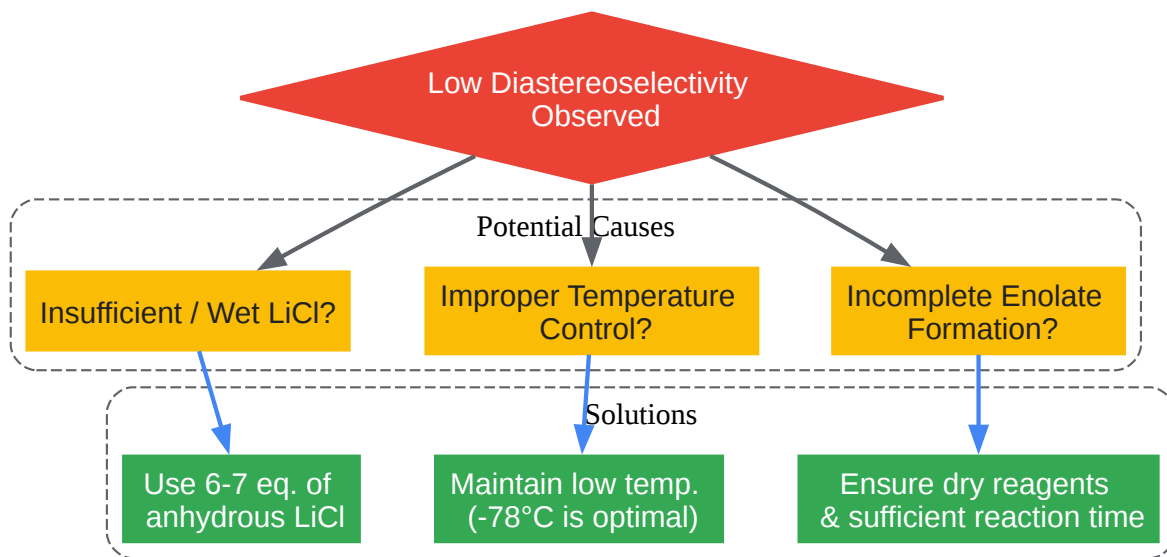 Low Diastereoselectivity
Observed
Potential Causes
Insufficient / Wet LiCl?
Improper Temperature
Control?
Incomplete Enolate
Formation?
Solutions
Use 6-7 eq. of
anhydrous LiCl
Maintain low temp.
(-78°C is optimal)
Ensure dry reagents
& sufficient reaction time